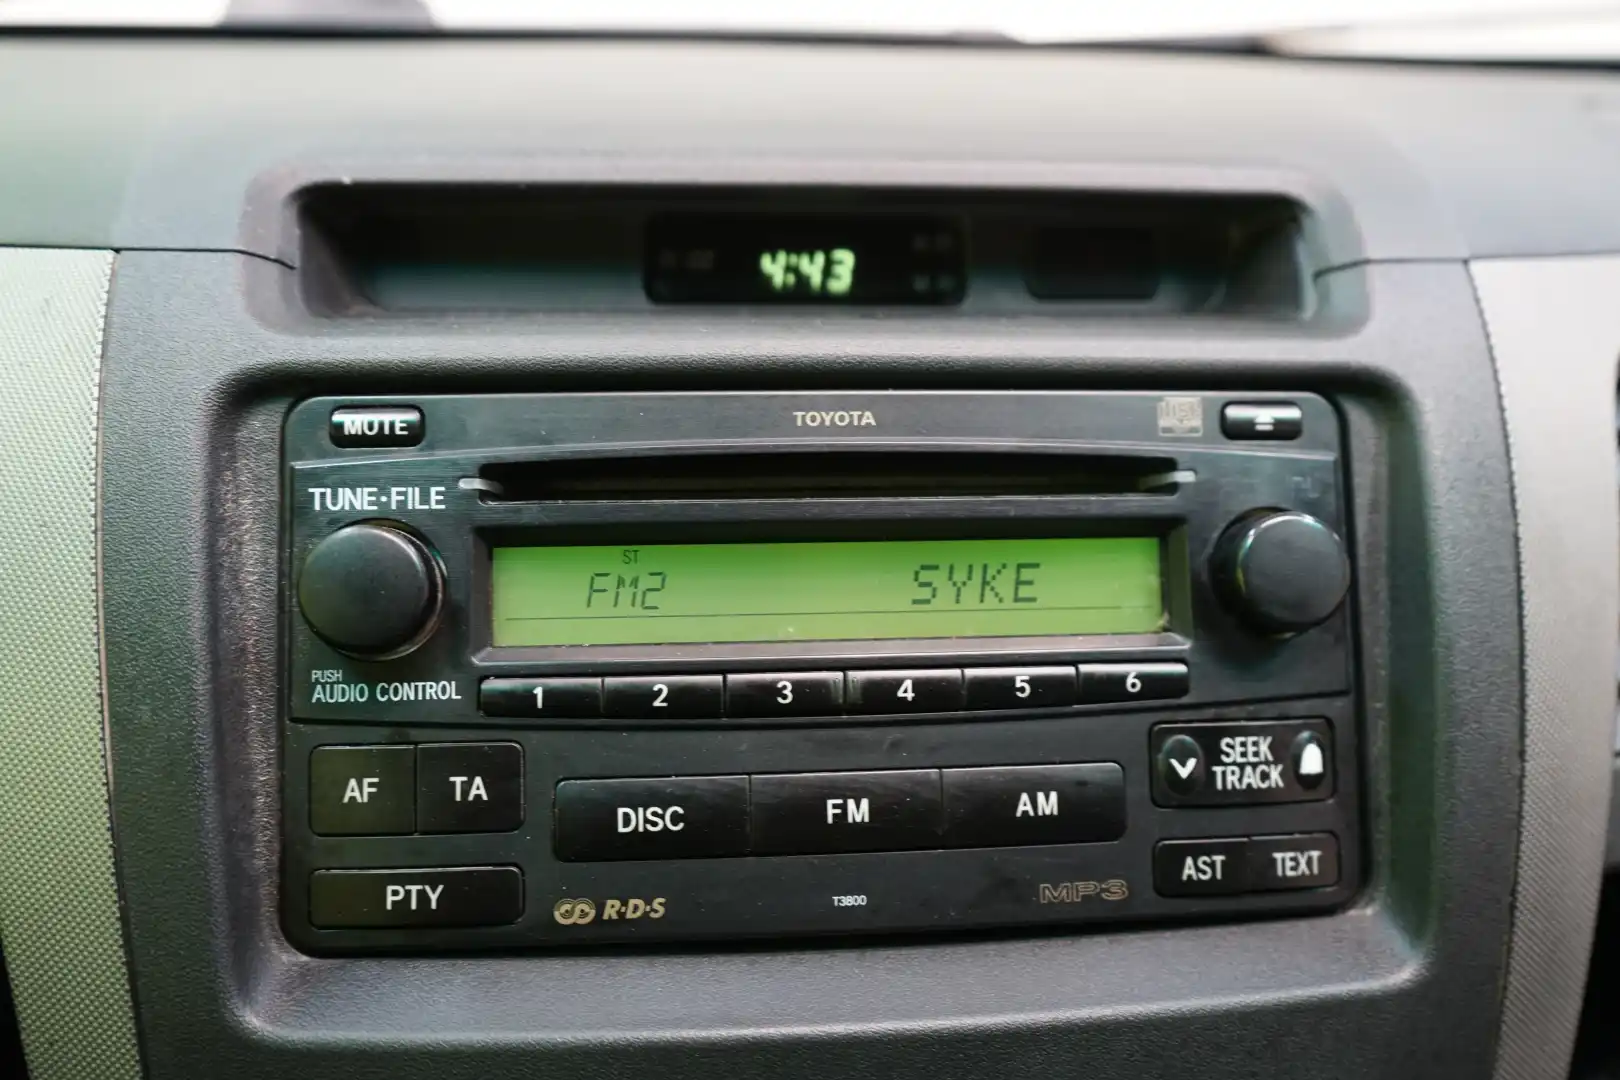 4:43
MUTE
TOYOTA
TUNE·FILE
ST
FM2 SYKE
PUSH
AUDIO CONTROL
1 2 3 4 5 6
AF TA
DISC FM AM
SEEK
TRACK
PTY
AST TEXT
R·D·S
T3800
MP3